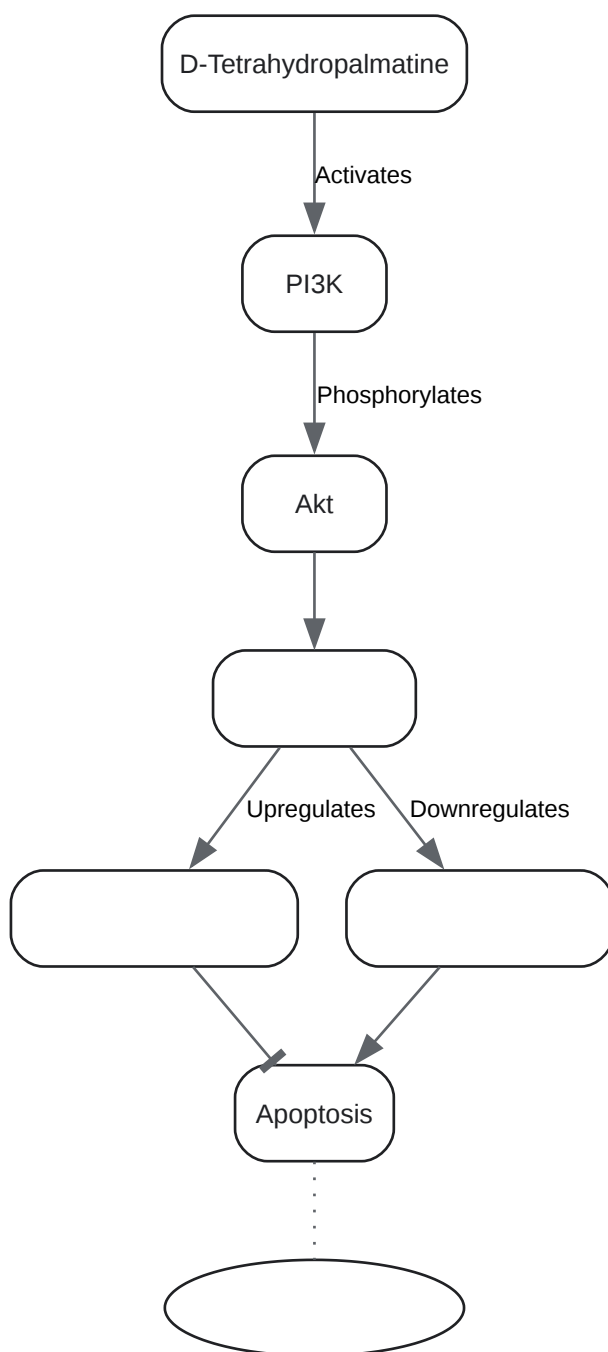 D-Tetrahydropalmatine
Activates
PI3K
Phosphorylates
Akt
Upregulates
Downregulates
Apoptosis